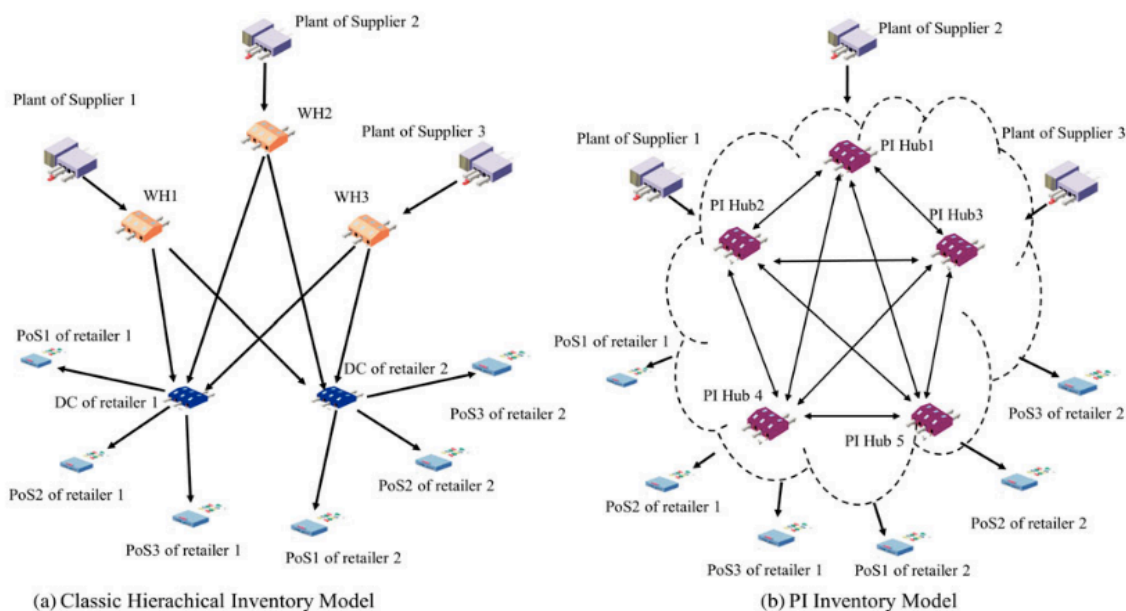 Plant of Supplier 2
Plant of Supplier 1
WH2
Plant of Supplier 3
WH1
WH3
PoS1 of retailer 1
DC of retailer 2
DC of retailer 1
PoS3 of retailer 2
PoS2 of retailer 1
PoS2 of retailer 2
PoS3 of retailer 1
PoS1 of retailer 2
(a) Classic Hierachical Inventory Model
Plant of Supplier 2
Plant of Supplier 1
PI Hub1
Plant of Supplier 3
PI Hub2
PI Hub3
PoS1 of retailer 1
PI Hub 4
PoS3 of retailer 2
PI Hub 5
PoS2 of retailer 1
PoS2 of retailer 2
PoS3 of retailer 1
PoS1 of retailer 2
(b) PI Inventory Model